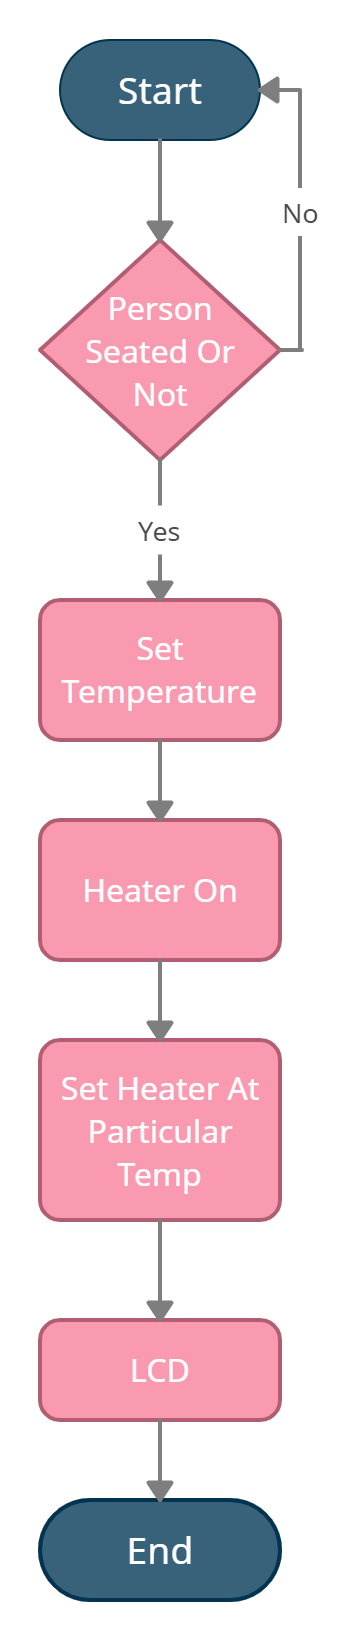 Start
No
Person
Seated Or
Not
Yes
Set
Temperature
Heater On
Set Heater At
Particular
Temp
LCD
End